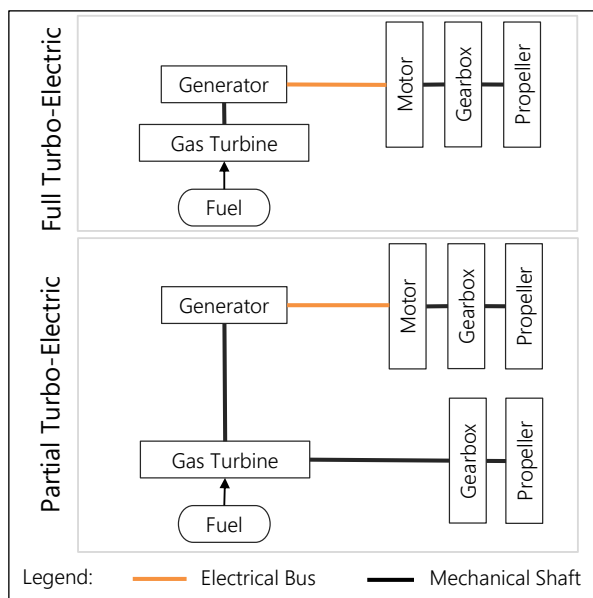 Full Turbo-Electric
Generator
Gas Turbine
Fuel
Motor
Gearbox
Propeller
Partial Turbo-Electric
Generator
Gas Turbine
Fuel
Motor
Gearbox
Propeller
Gearbox
Propeller
Legend: Electrical Bus Mechanical Shaft